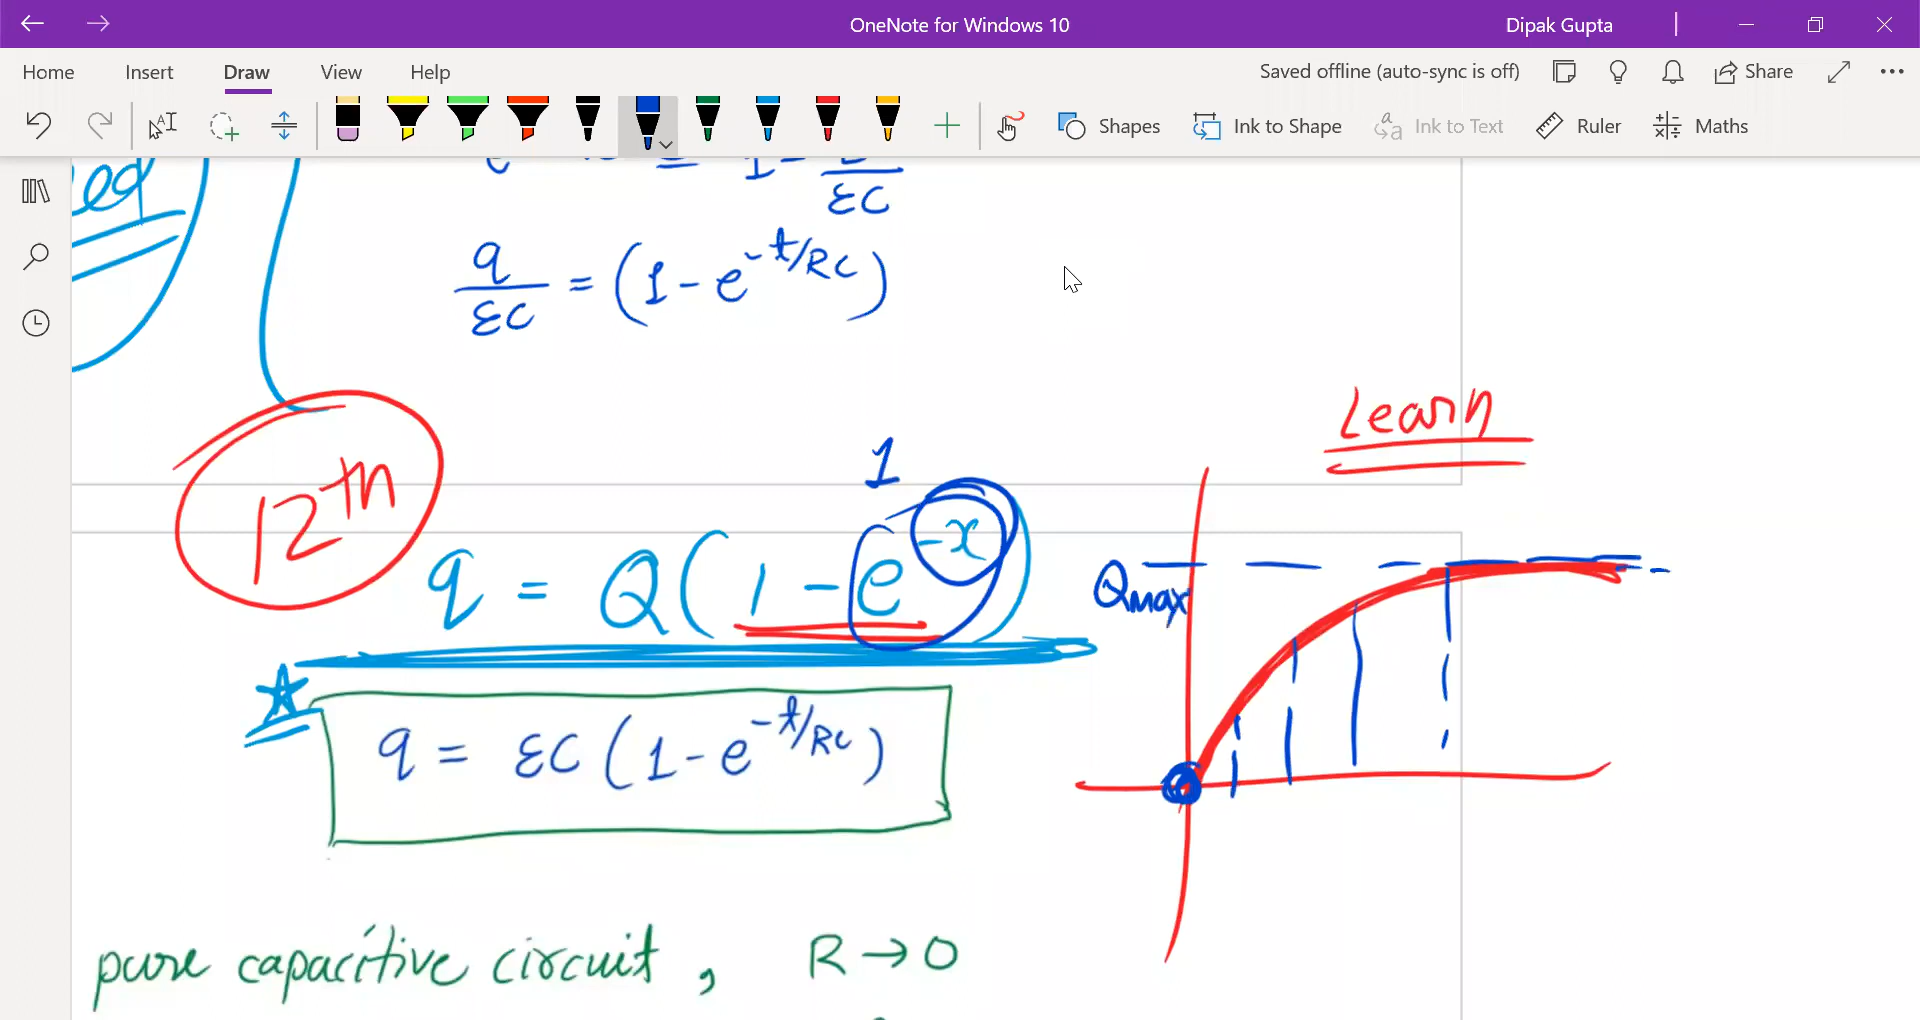 OneNote for Windows 10
Dipak Gupta
Home Insert Draw View Help
Saved offline (auto-sync is off) Share
Shapes Ink to Shape Ink to Text Ruler Maths
ed
εC
q/εC = (1 - e^-t/RC)
Learn
12th
1
q = Q(1 - e^-x)
Qmax
q = εC (1 - e^-t/RC)
pure capacitive circuit, R → 0